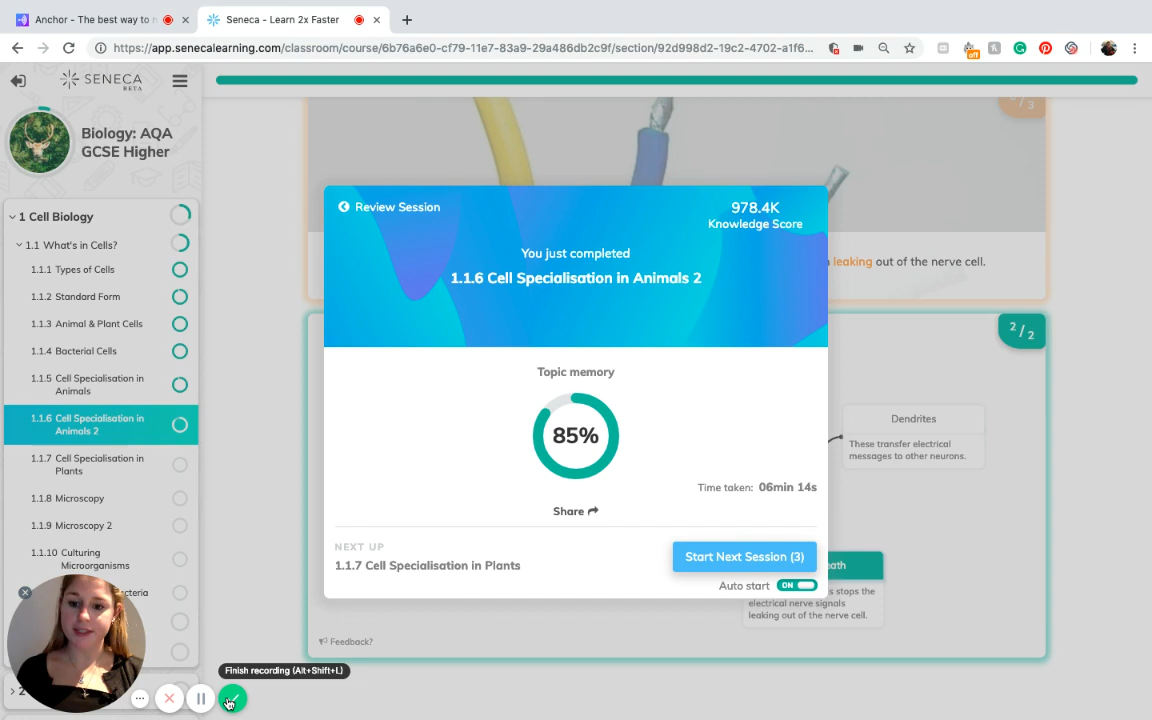 Anchor - The best way to
Seneca - Learn 2x Faster
https://app.senecalearning.com/classroom/course/6b76a6e0-cf79-11e7-83a9-29a486db2c9f/section/92d998d2-19c2-4702-a1f6...
off
SENECA
BETA
Biology: AQA
GCSE Higher
1 Cell Biology
1.1 What's in Cells?
1.1.1 Types of Cells
1.1.2 Standard Form
1.1.3 Animal & Plant Cells
1.1.4 Bacterial Cells
1.1.5 Cell Specialisation in
Animals
1.1.6 Cell Specialisation in
Animals 2
1.1.7 Cell Specialisation in
Plants
1.1.8 Microscopy
1.1.9 Microscopy 2
1.1.10 Culturing
Microorganisms
2
/ 3
leaking out of the nerve cell.
2 / 2
Dendrites
These transfer electrical
messages to other neurons.
stops the
electrical nerve signals
leaking out of the nerve cell.
Feedback?
Review Session
978.4K
Knowledge Score
You just completed
1.1.6 Cell Specialisation in Animals 2
Topic memory
85%
Time taken: 06min 14s
Share
NEXT UP
1.1.7 Cell Specialisation in Plants
Start Next Session (3)
Auto start ON
Finish recording (Alt+Shift+L)